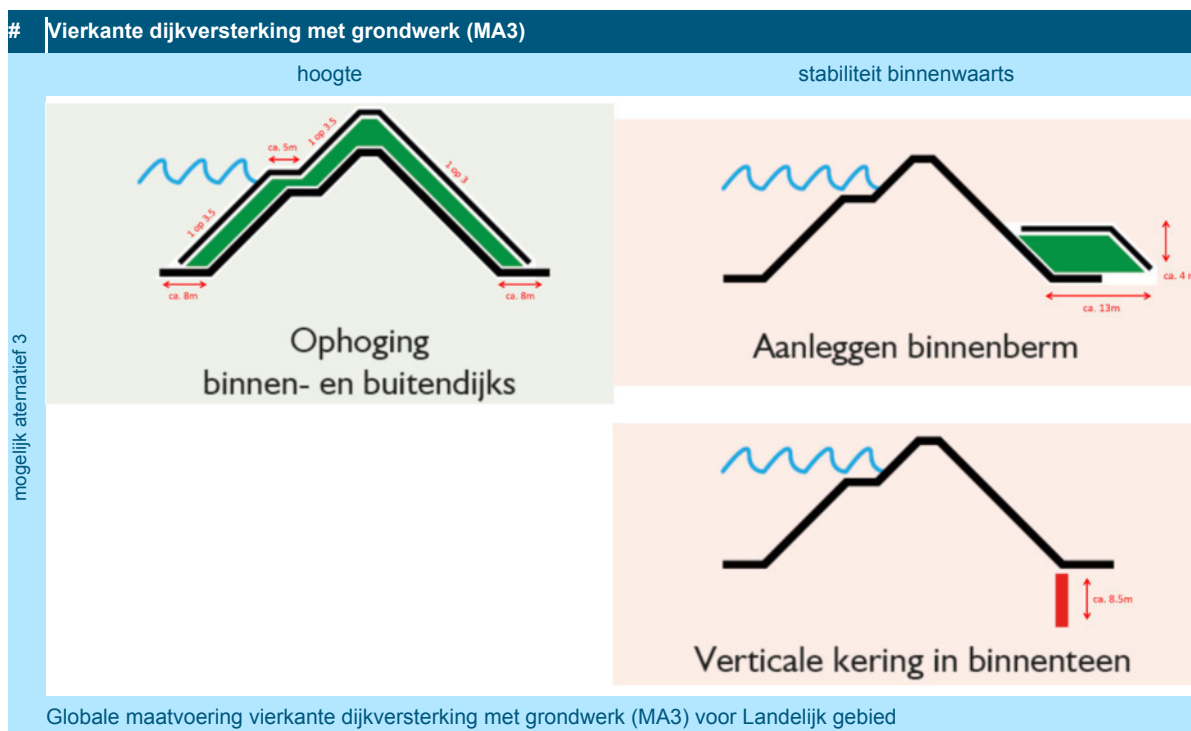 # Vierkante dijkversterking met grondwerk (MA3)
hoogte
stabiliteit binnenwaarts
mogelijk aternatief 3
ca. 5m
1 op 3.5
1 op 3.5
1 op 3
ca. 8m
ca. 8m
Ophoging
binnen- en buitendijks
ca. 4
ca. 13m
Aanleggen binnenberm
ca. 8.5m
Verticale kering in binnenteen
Globale maatvoering vierkante dijkversterking met grondwerk (MA3) voor Landelijk gebied